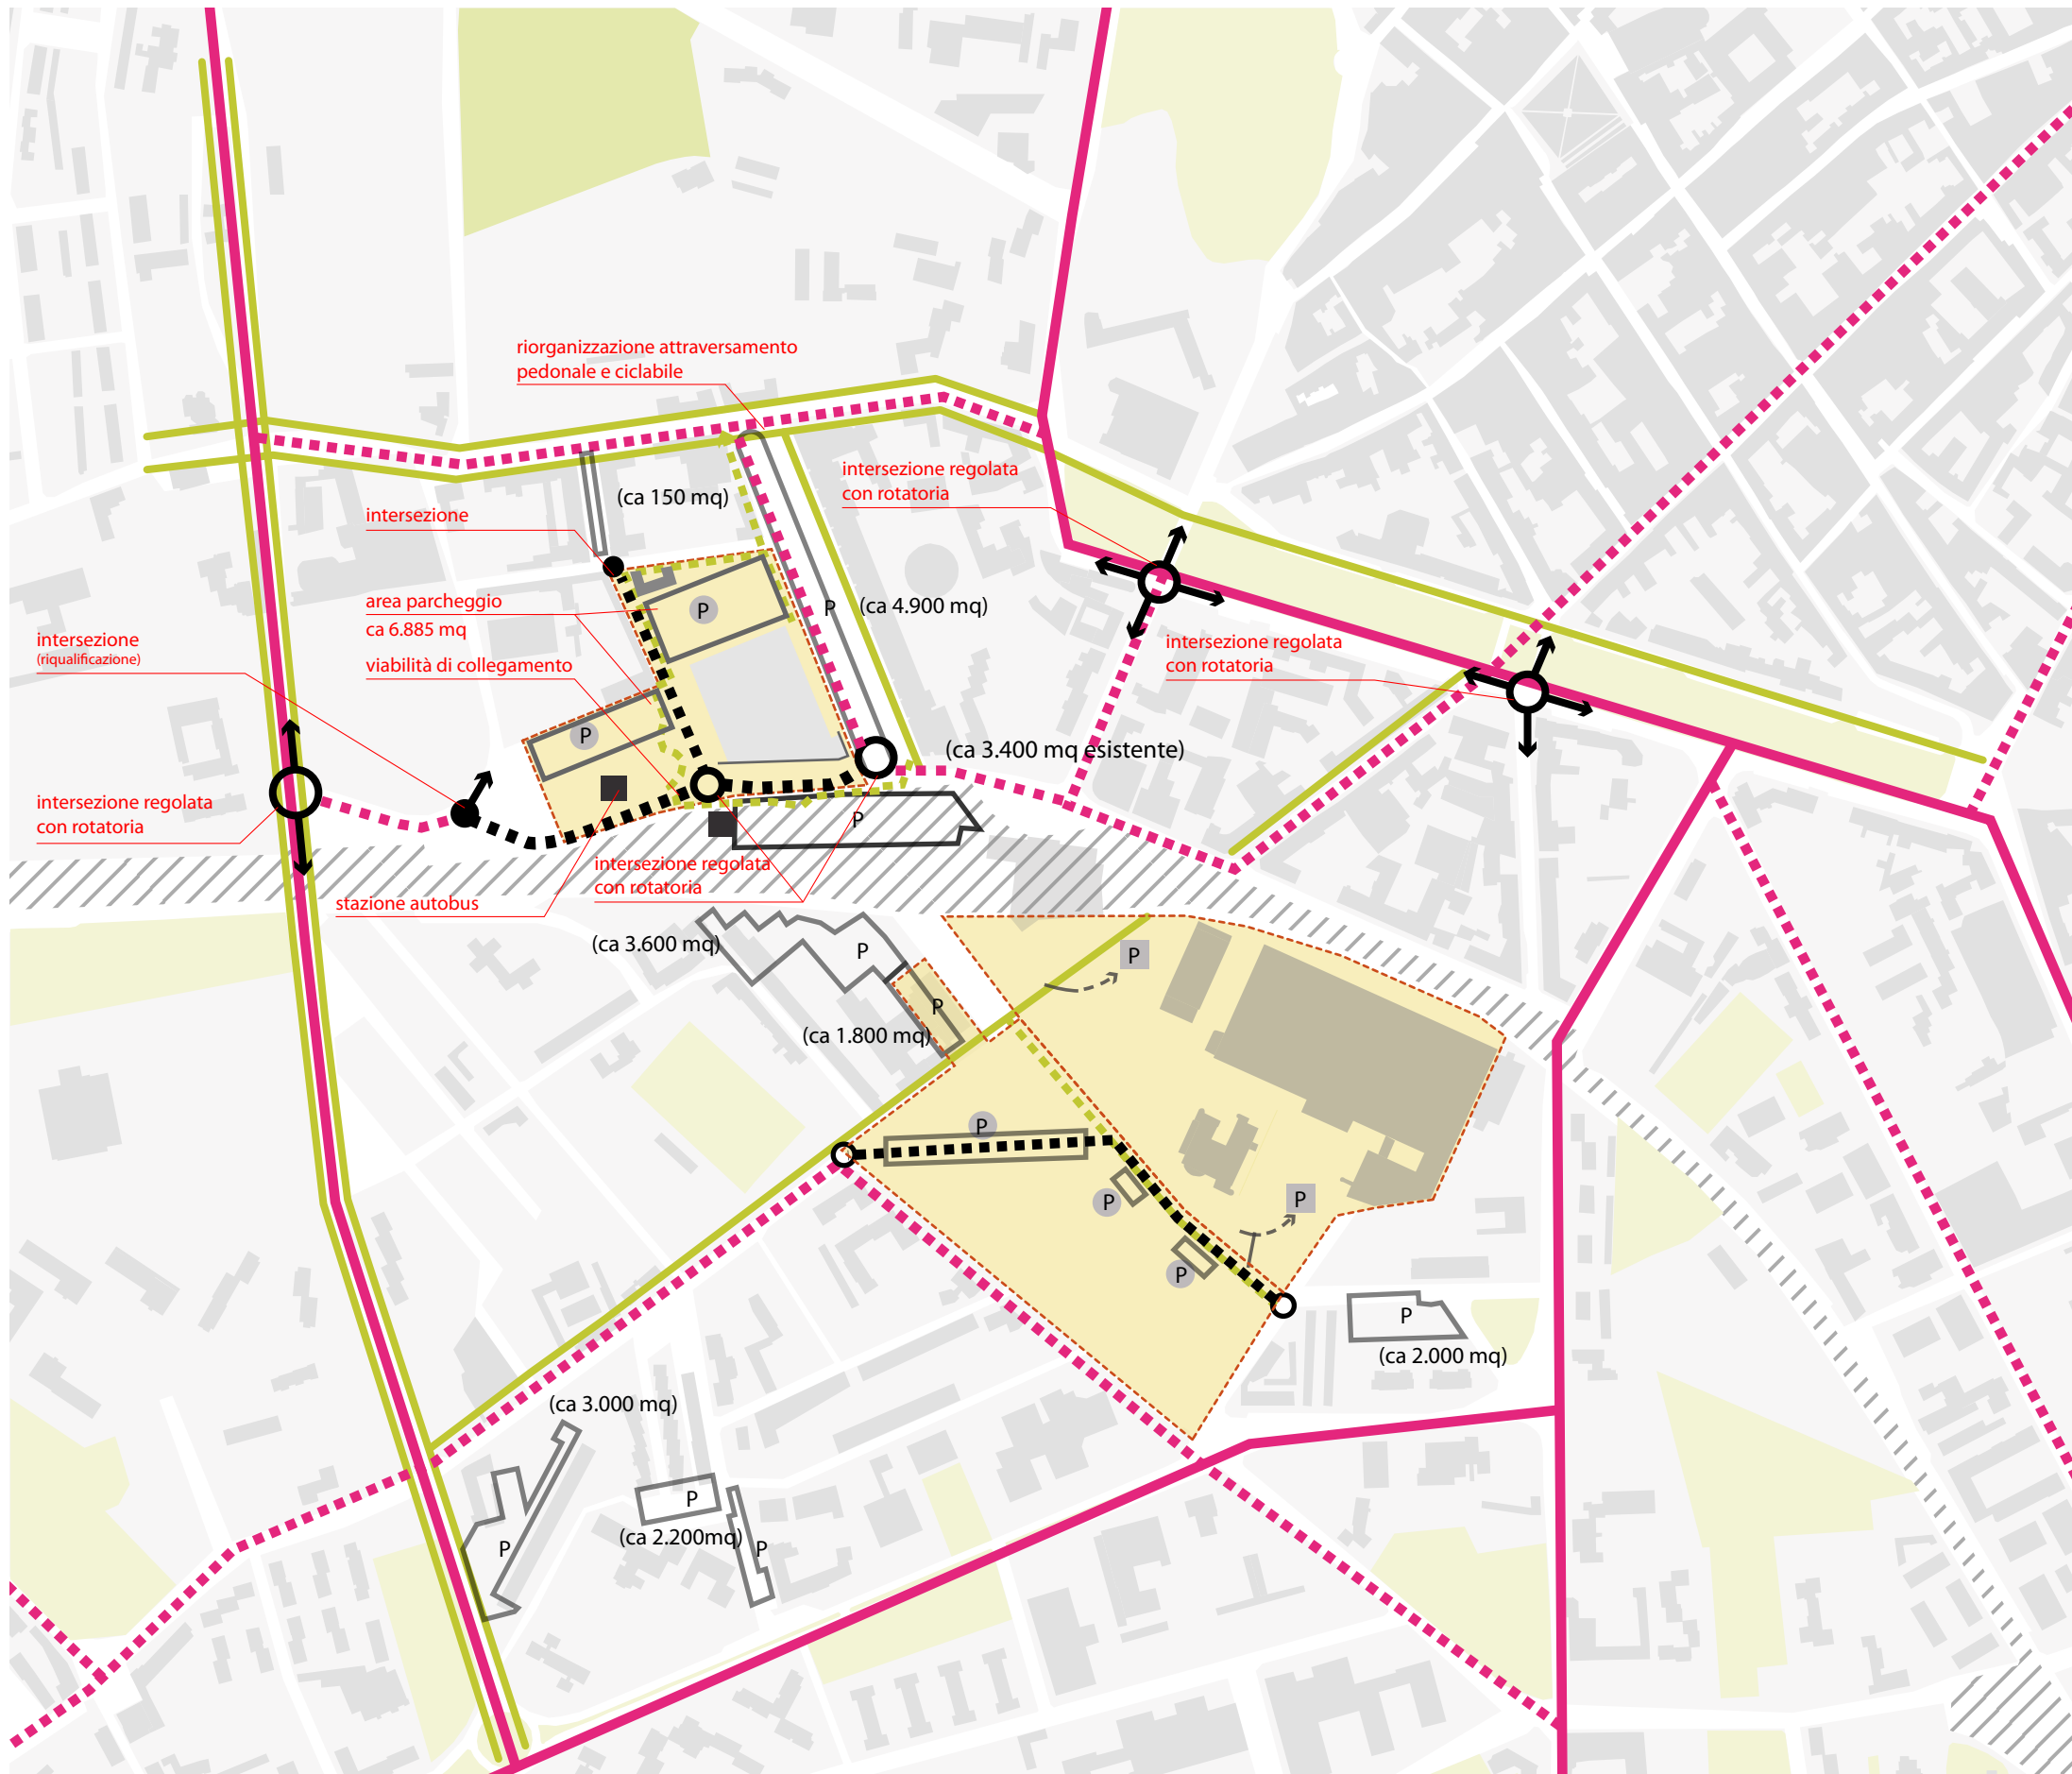 riorganizzazione attraversamento
pedonale e ciclabile
intersezione regolata
con rotatoria
(ca 150 mq)
intersezione
area parcheggio
ca 6.885 mq
P
P
(ca 4.900 mq)
intersezione
(riqualificazione)
viabilità di collegamento
intersezione regolata
con rotatoria
P
(ca 3.400 mq esistente)
intersezione regolata
con rotatoria
P
intersezione regolata
con rotatoria
stazione autobus
(ca 3.600 mq)
P
P
P
(ca 1.800 mq)
P
P
P
P
P
(ca 2.000 mq)
(ca 3.000 mq)
P
(ca 2.200mq)
P
P